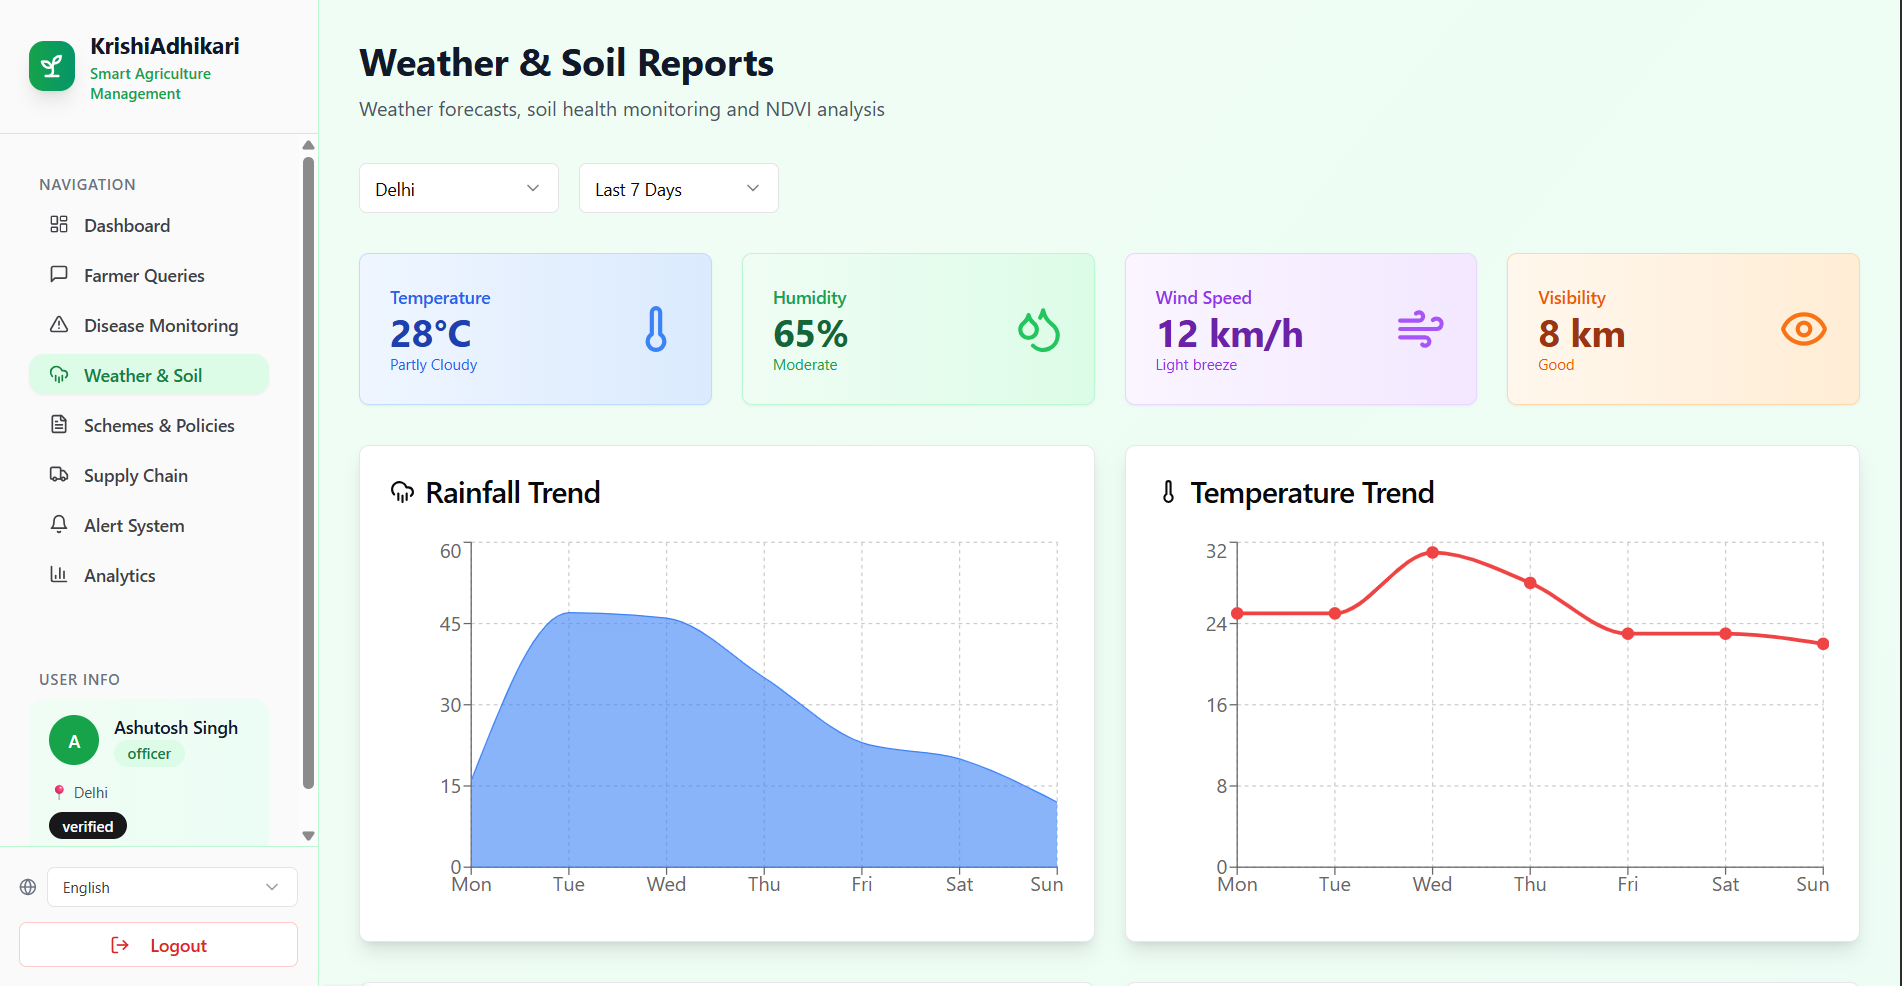 KrishiAdhikari
Smart Agriculture
Management
NAVIGATION
Dashboard
Farmer Queries
Disease Monitoring
Weather & Soil
Schemes & Policies
Supply Chain
Alert System
Analytics
USER INFO
A
Ashutosh Singh
officer
Delhi
verified
English
Logout
Weather & Soil Reports
Weather forecasts, soil health monitoring and NDVI analysis
Delhi
Last 7 Days
Temperature
28°C
Partly Cloudy
Humidity
65%
Moderate
Wind Speed
12 km/h
Light breeze
Visibility
8 km
Good
Rainfall Trend
60
45
30
15
0
Mon Tue Wed Thu Fri Sat Sun
Temperature Trend
32
24
16
8
0
Mon Tue Wed Thu Fri Sat Sun